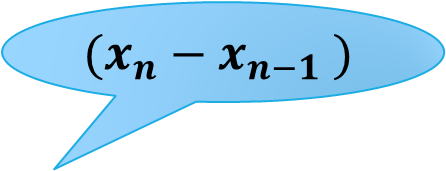 (xₙ − xₙ₋₁ )